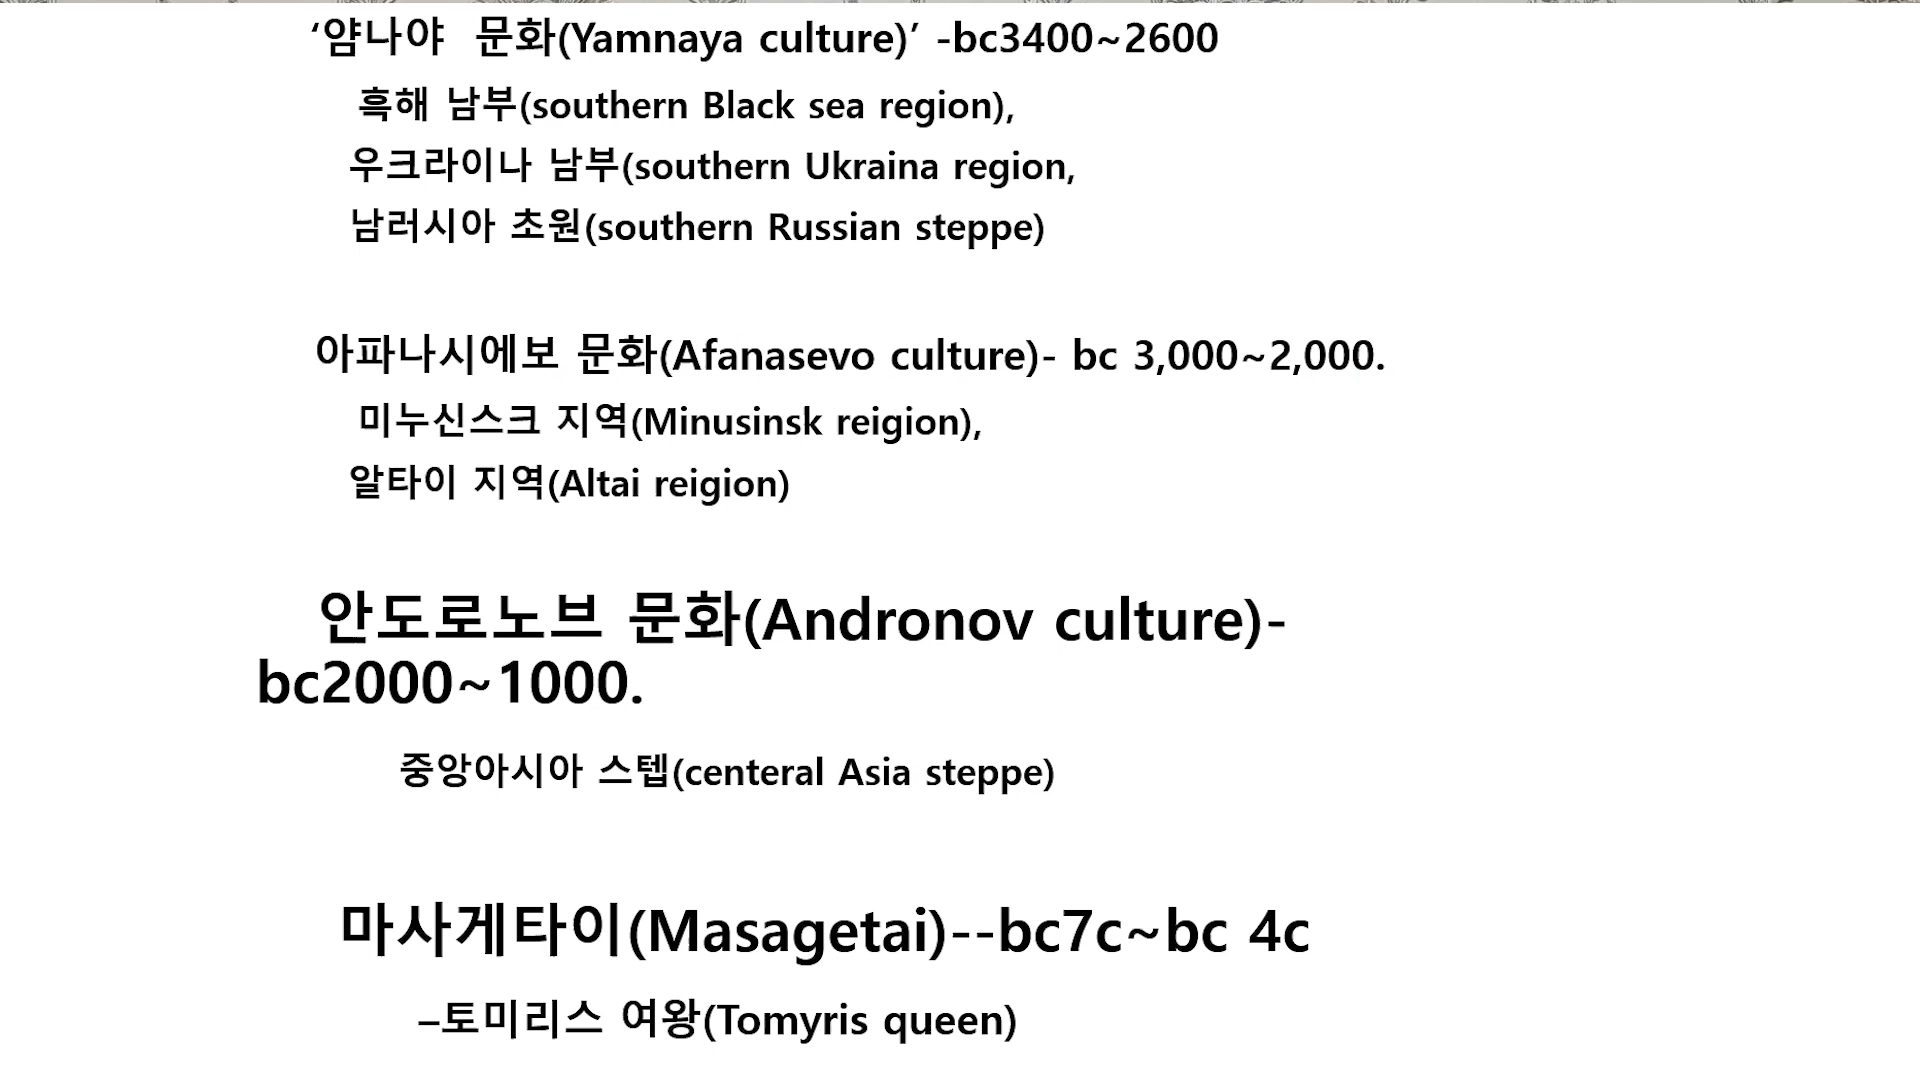 ‘얌나야 문화(Yamnaya culture)’ -bc3400~2600
흑해 남부(southern Black sea region),
우크라이나 남부(southern Ukraina region,
남러시아 초원(southern Russian steppe)
아파나시에보 문화(Afanasevo culture)- bc 3,000~2,000.
미누신스크 지역(Minusinsk reigion),
알타이 지역(Altai reigion)
안도로노브 문화(Andronov culture)-
bc2000~1000.
중앙아시아 스텝(centeral Asia steppe)
마사게타이(Masagetai)--bc7c~bc 4c
–토미리스 여왕(Tomyris queen)